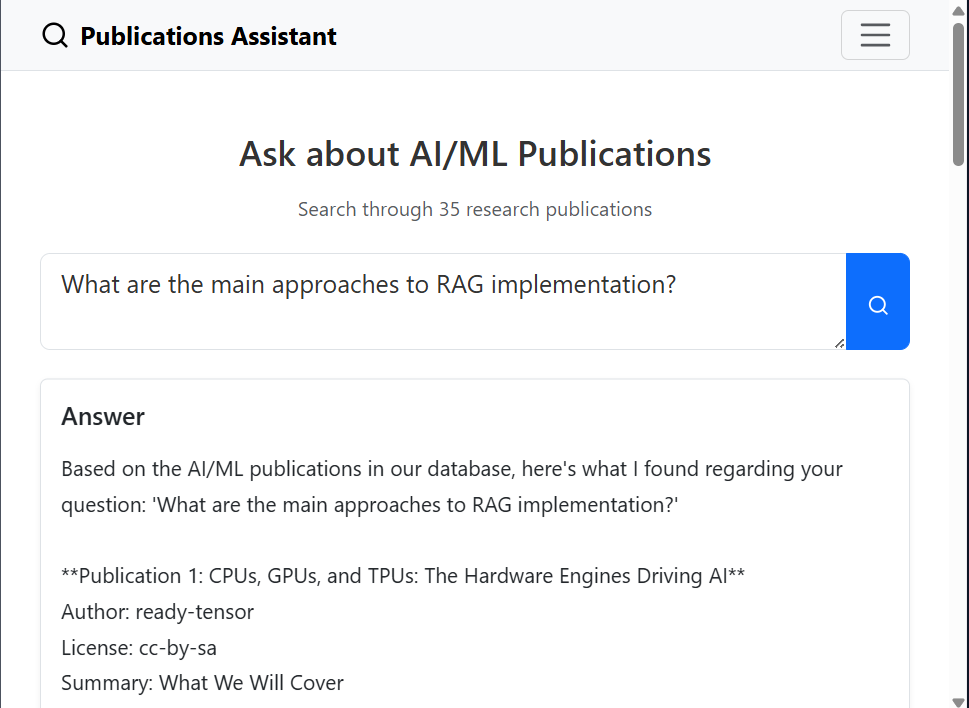 Publications Assistant
Ask about AI/ML Publications
Search through 35 research publications
What are the main approaches to RAG implementation?
Answer
Based on the AI/ML publications in our database, here's what I found regarding your
question: 'What are the main approaches to RAG implementation?'
**Publication 1: CPUs, GPUs, and TPUs: The Hardware Engines Driving AI**
Author: ready-tensor
License: cc-by-sa
Summary: What We Will Cover